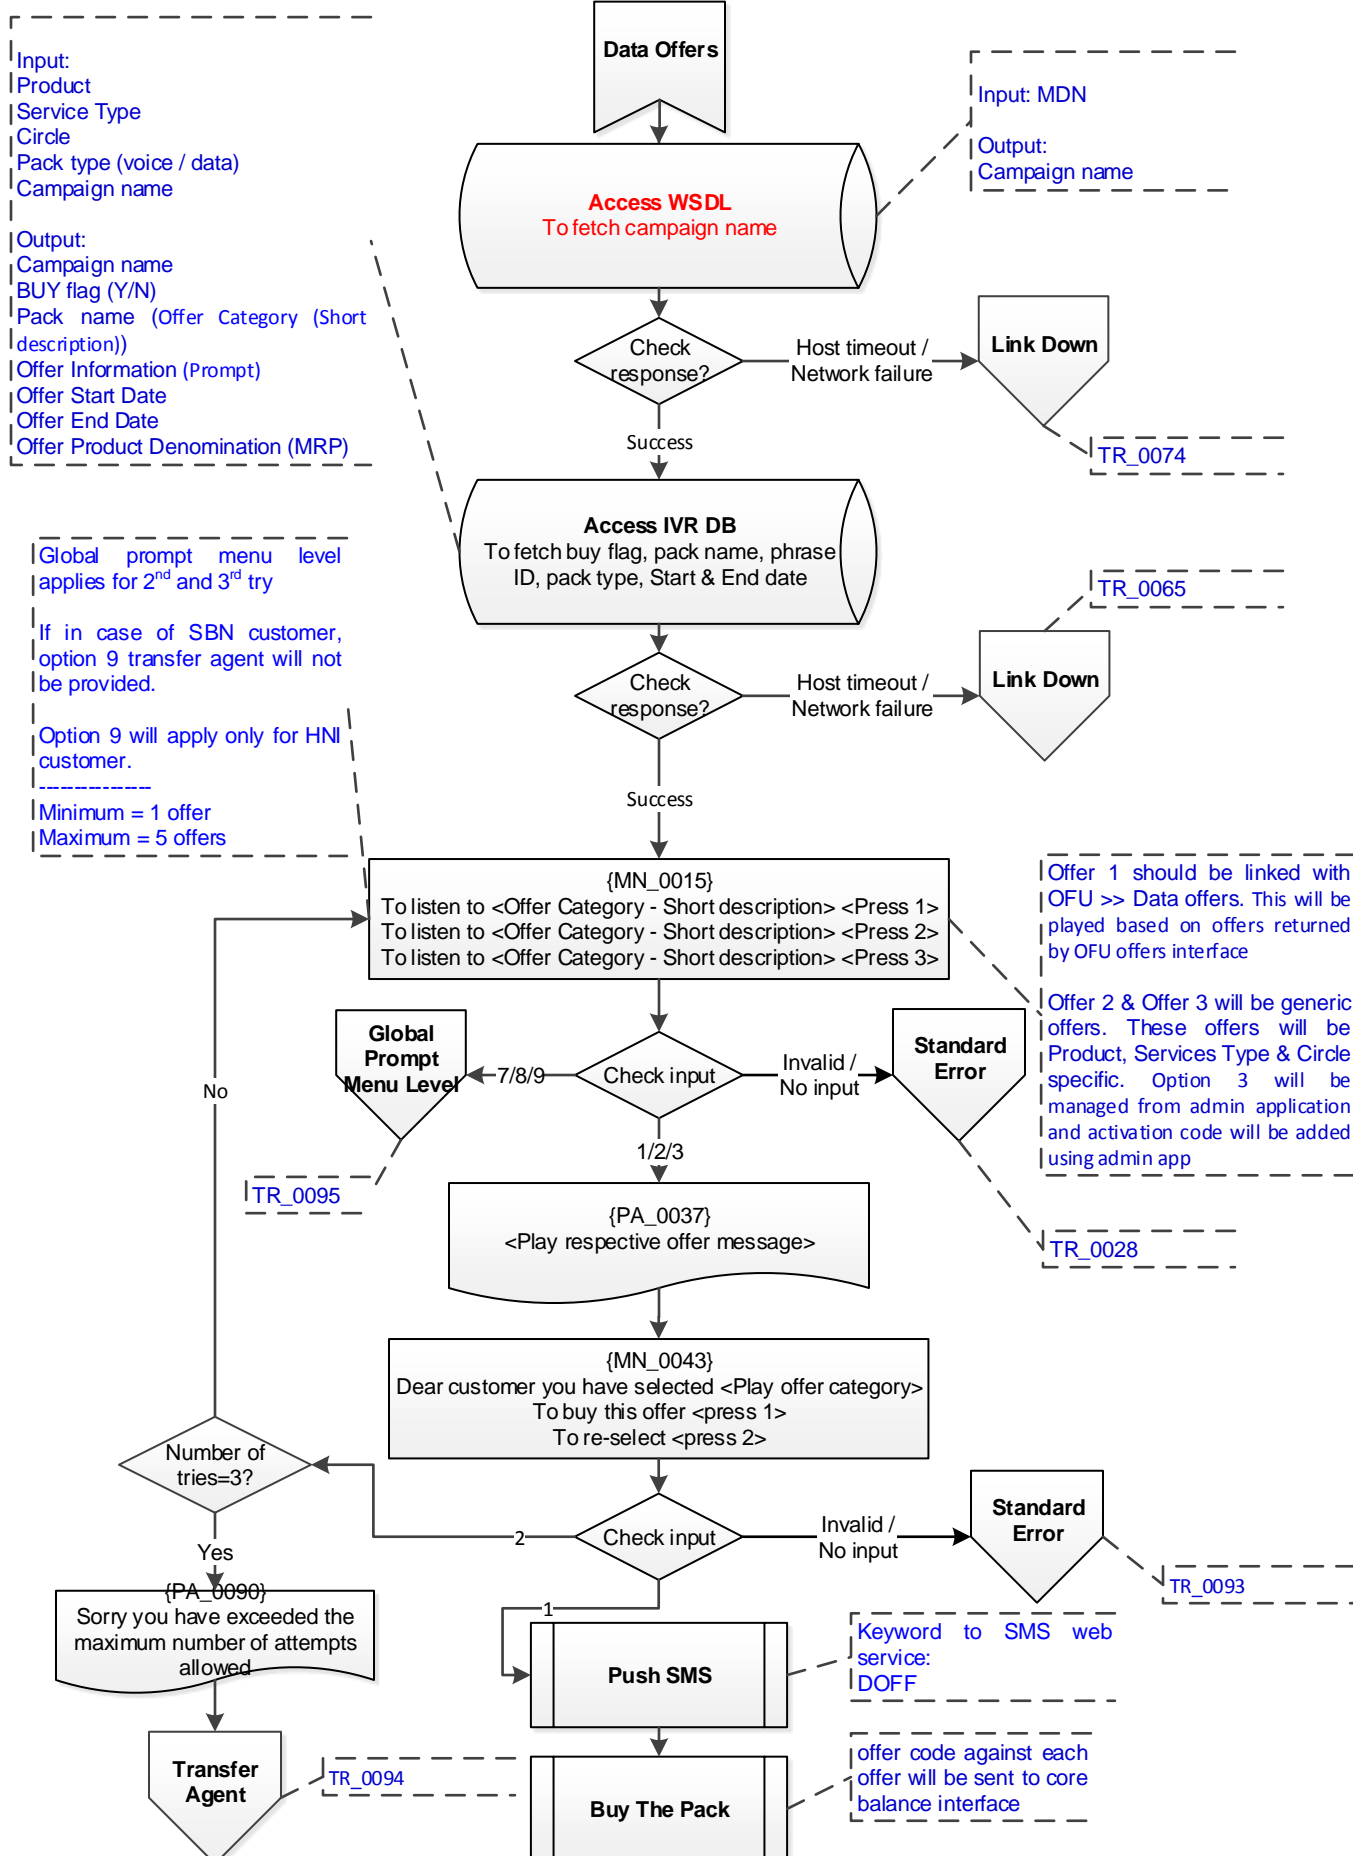 Data Offers
Input:
Product
Service Type
Circle
Pack type (voice / data)
Campaign name
Output:
Campaign name
BUY flag (Y/N)
Pack name (Offer Category (Short
description))
Offer Information (Prompt)
Offer Start Date
Offer End Date
Offer Product Denomination (MRP)
Input: MDN
Output:
Campaign name
Access WSDL
To fetch campaign name
Check
response?
Host timeout /
Network failure
Link Down
TR_0074
Success
Access IVR DB
To fetch buy flag, pack name, phrase
ID, pack type, Start & End date
Global prompt menu level
applies for 2nd and 3rd try
If in case of SBN customer,
option 9 transfer agent will not
be provided.
Option 9 will apply only for HNI
customer.
----------------
Minimum = 1 offer
Maximum = 5 offers
TR_0065
Check
response?
Host timeout /
Network failure
Link Down
Success
{MN_0015}
To listen to <Offer Category - Short description> <Press 1>
To listen to <Offer Category - Short description> <Press 2>
To listen to <Offer Category - Short description> <Press 3>
Offer 1 should be linked with
OFU >> Data offers. This will be
played based on offers returned
by OFU offers interface
Offer 2 & Offer 3 will be generic
offers. These offers will be
Product, Services Type & Circle
specific. Option 3 will be
managed from admin application
and activation code will be added
using admin app
Global
Prompt
Menu Level
7/8/9
Check input
Invalid /
No input
Standard
Error
No
1/2/3
TR_0095
{PA_0037}
<Play respective offer message>
TR_0028
{MN_0043}
Dear customer you have selected <Play offer category>
To buy this offer <press 1>
To re-select <press 2>
Number of
tries=3?
2
Check input
Invalid /
No input
Standard
Error
Yes
TR_0093
{PA_0090}
Sorry you have exceeded the
maximum number of attempts
allowed
1
Push SMS
Keyword to SMS web
service:
DOFF
Transfer
Agent
TR_0094
Buy The Pack
offer code against each
offer will be sent to core
balance interface